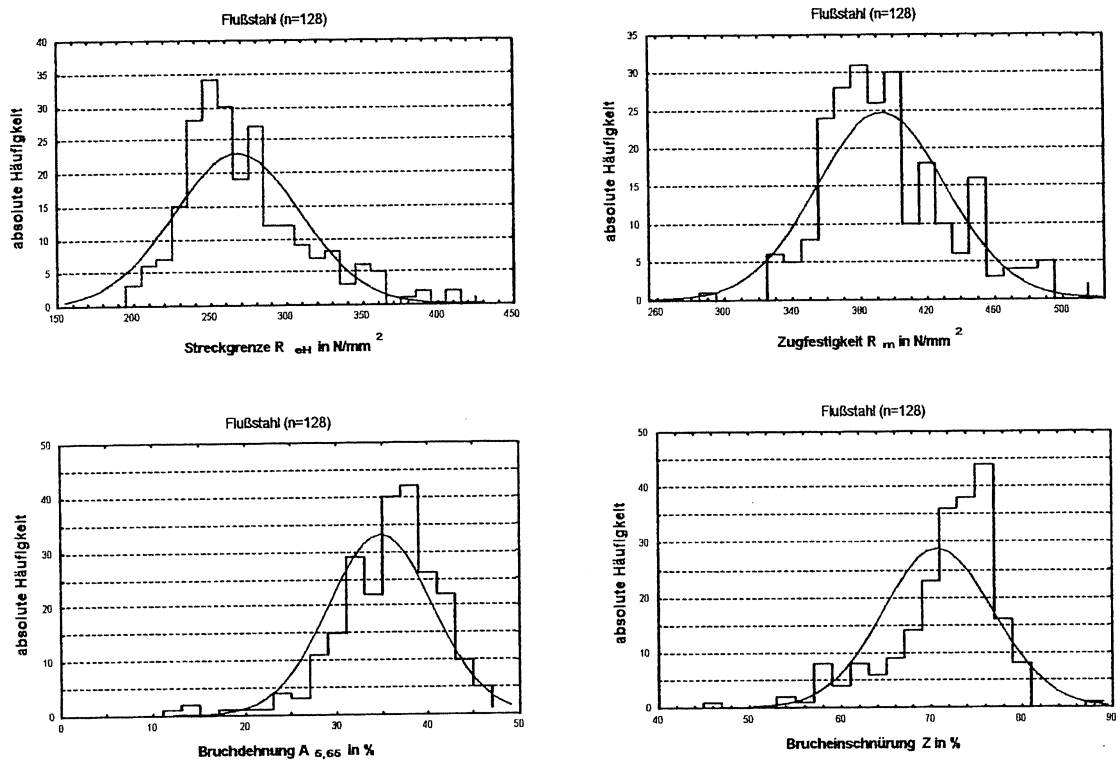 Flußstahl (n=128)
absolute Häufigkeit
40
35
30
25
20
15
10
5
0
150 200 250 300 350 400 450
Streckgrenze R eH in N/mm 2
Flußstahl (n=128)
absolute Häufigkeit
35
30
25
20
15
10
5
0
260 300 340 380 420 460 500
Zugfestigkeit R m in N/mm 2
Flußstahl (n=128)
absolute Häufigkeit
50
40
30
20
10
0
0 10 20 30 40 50
Bruchdehnung A 5,65 in %
Flußstahl (n=128)
absolute Häufigkeit
50
40
30
20
10
0
40 50 60 70 80 90
Brucheinschnürung Z in %